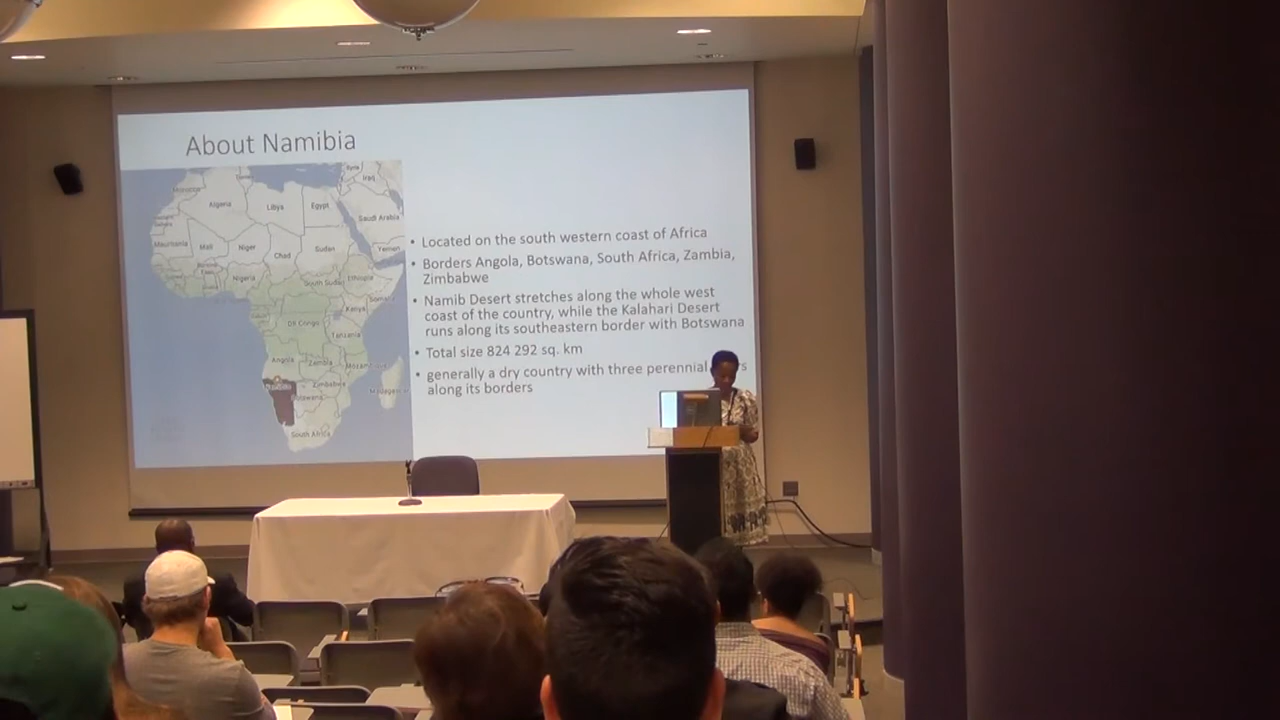 About Namibia
Syria
Iraq
Algeria
Libya
Egypt
Saudi Arabia
Mauritania
Mali
Niger
Chad
Sudan
Yemen
Nigeria
South Sudan
Ethiopia
Kenya
DR Congo
Tanzania
Angola
Zambia
Zimbabwe
Botswana
South Africa
• Located on the south western coast of Africa
• Borders Angola, Botswana, South Africa, Zambia,
Zimbabwe
• Namib Desert stretches along the whole west
coast of the country, while the Kalahari Desert
runs along its southeastern border with Botswana
• Total size 824 292 sq. km
• generally a dry country with three perennial
along its borders